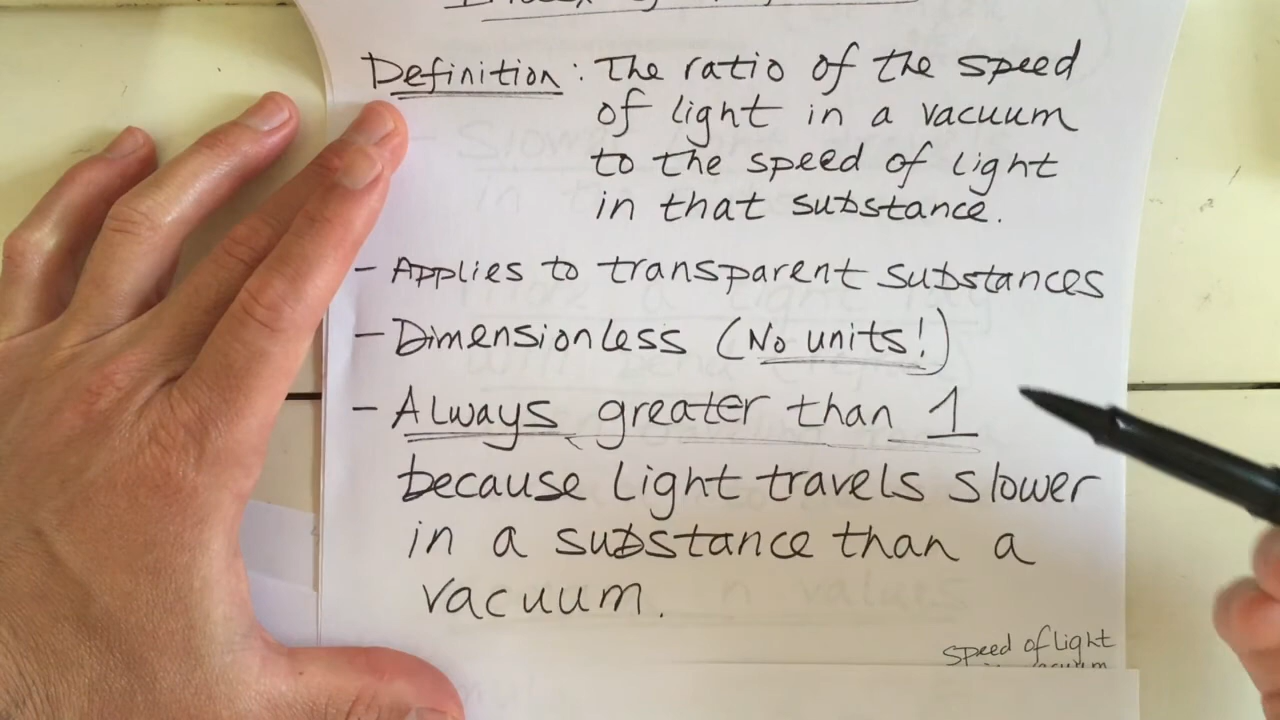 Definition: The ratio of the speed
of light in a vacuum
to the speed of light
in that substance.
- Applies to transparent substances
- Dimensionless (No units!)
- Always greater than 1
because light travels slower
in a substance than a
vacuum.
speed of light